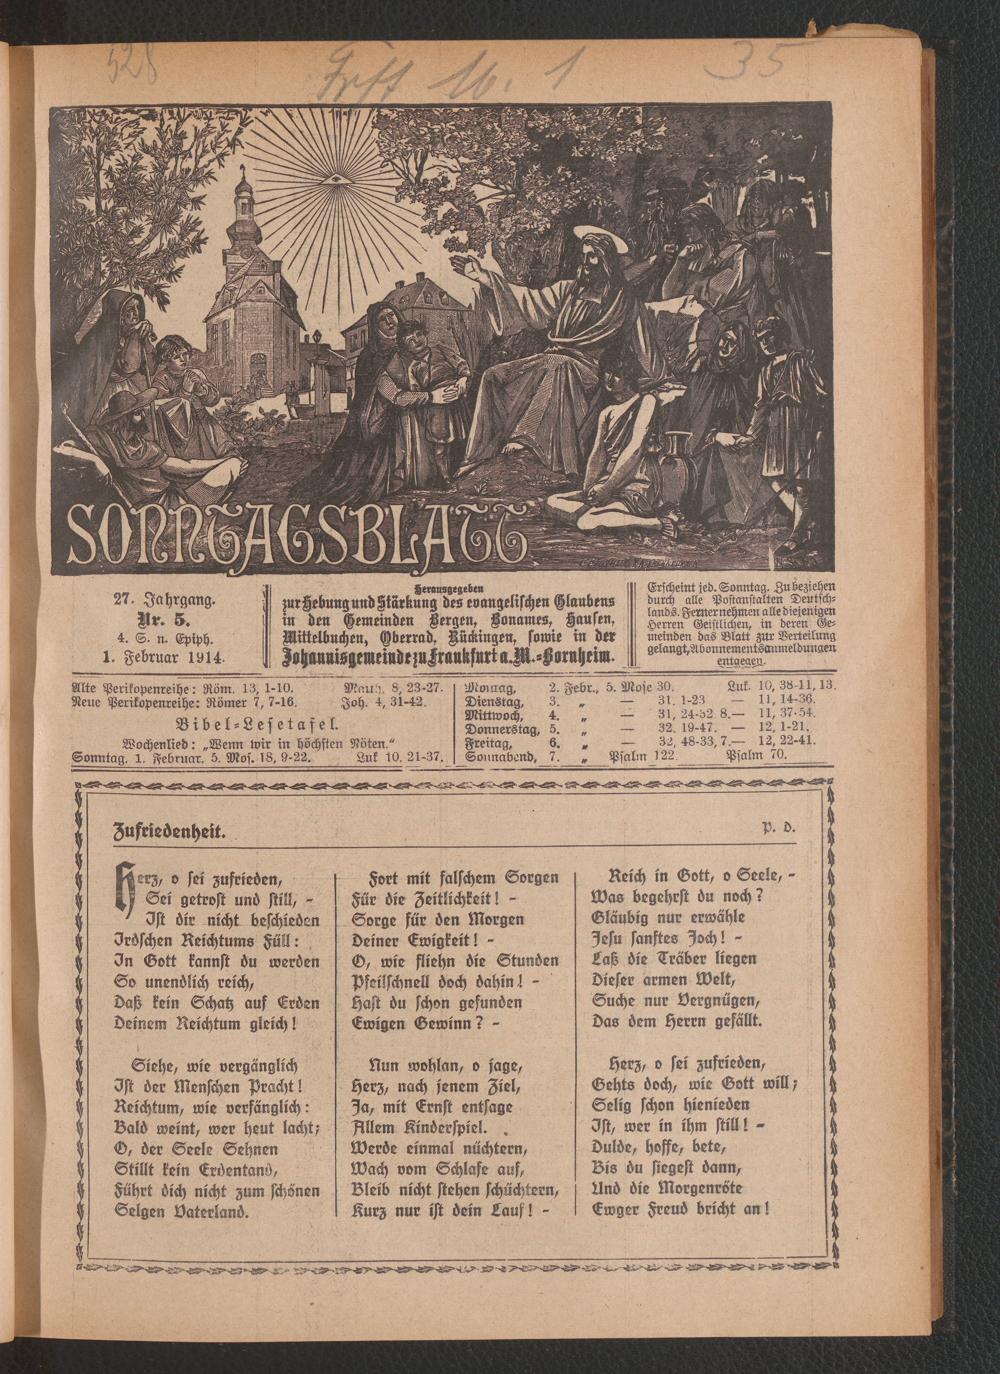 528
35
SONNTAGSBLATT
27. Jahrgang.
Nr. 5.
4. S. n. Epiph.
1. Februar 1914.
Herausgegeben
zur Hebung und Stärkung des evangelischen Glaubens
in den Gemeinden Bergen, Bonames, Hausen,
Mittelbuchen, Oberrad, Rückingen, sowie in der
Johannisgemeinde zu Frankfurt a. M.-Bornheim.
Erscheint jed. Sonntag. Zu beziehen
durch alle Postanstalten Deutsch-
lands. Ferner nehmen alle diejenigen
Herren Geistlichen, in deren Ge-
meinden das Blatt zur Verteilung
gelangt, Abonnementsanmeldungen
entgegen.
Alte Perikopenreihe: Röm. 13, 1-10. Matth. 8, 23-27.
Neue Perikopenreihe: Römer 7, 7-16. Joh. 4, 31-42.
Bibel-Lesetafel.
Wochenlied: „Wenn wir in höchsten Nöten.“
Sonntag, 1. Februar. 5. Mos. 18, 9-22. Luk 10, 21-37.
Montag, 2. Febr., 5. Mose 30. Luk. 10, 38-11, 13.
Dienstag, 3. „ — 31, 1-23 — 11, 14-36.
Mittwoch, 4. „ — 31, 24-32 8. — 11, 37-54.
Donnerstag, 5. „ — 32, 19-47. — 12, 1-21.
Freitag, 6. „ — 32, 48-33, 7. — 12, 22-41.
Sonnabend, 7. „ Psalm 122. Psalm 70.
Zufriedenheit. P. D.
Herz, o sei zufrieden,
Sei getrost und still, -
Ist dir nicht beschieden
Irdschen Reichtums Füll:
In Gott kannst du werden
So unendlich reich,
Daß kein Schatz auf Erden
Deinem Reichtum gleich!
Siehe, wie vergänglich
Ist der Menschen Pracht!
Reichtum, wie verfänglich:
Bald weint, wer heut lacht;
O, der Seele Sehnen
Stillt kein Erdentand,
Führt dich nicht zum schönen
Selgen Vaterland.
Fort mit falschem Sorgen
Für die Zeitlichkeit! -
Sorge für den Morgen
Deiner Ewigkeit! -
O, wie fliehn die Stunden
Pfeilschnell doch dahin! -
Hast du schon gefunden
Ewigen Gewinn? -
Nun wohlan, o jage,
Herz, nach jenem Ziel,
Ja, mit Ernst entsage
Allem Kinderspiel.
Werde einmal nüchtern,
Wach vom Schlafe auf,
Bleib nicht stehen schüchtern,
Kurz nur ist dein Lauf! -
Reich in Gott, o Seele, -
Was begehrst du noch?
Gläubig nur erwähle
Jesu sanftes Joch! -
Laß die Träber liegen
Dieser armen Welt,
Suche nur Vergnügen,
Das dem Herrn gefällt.
Herz, o sei zufrieden,
Gehts doch, wie Gott will;
Selig schon hienieden
Ist, wer in ihm still! -
Dulde, hoffe, bete,
Bis du siegest dann,
Und die Morgenröte
Ewger Freud bricht an!